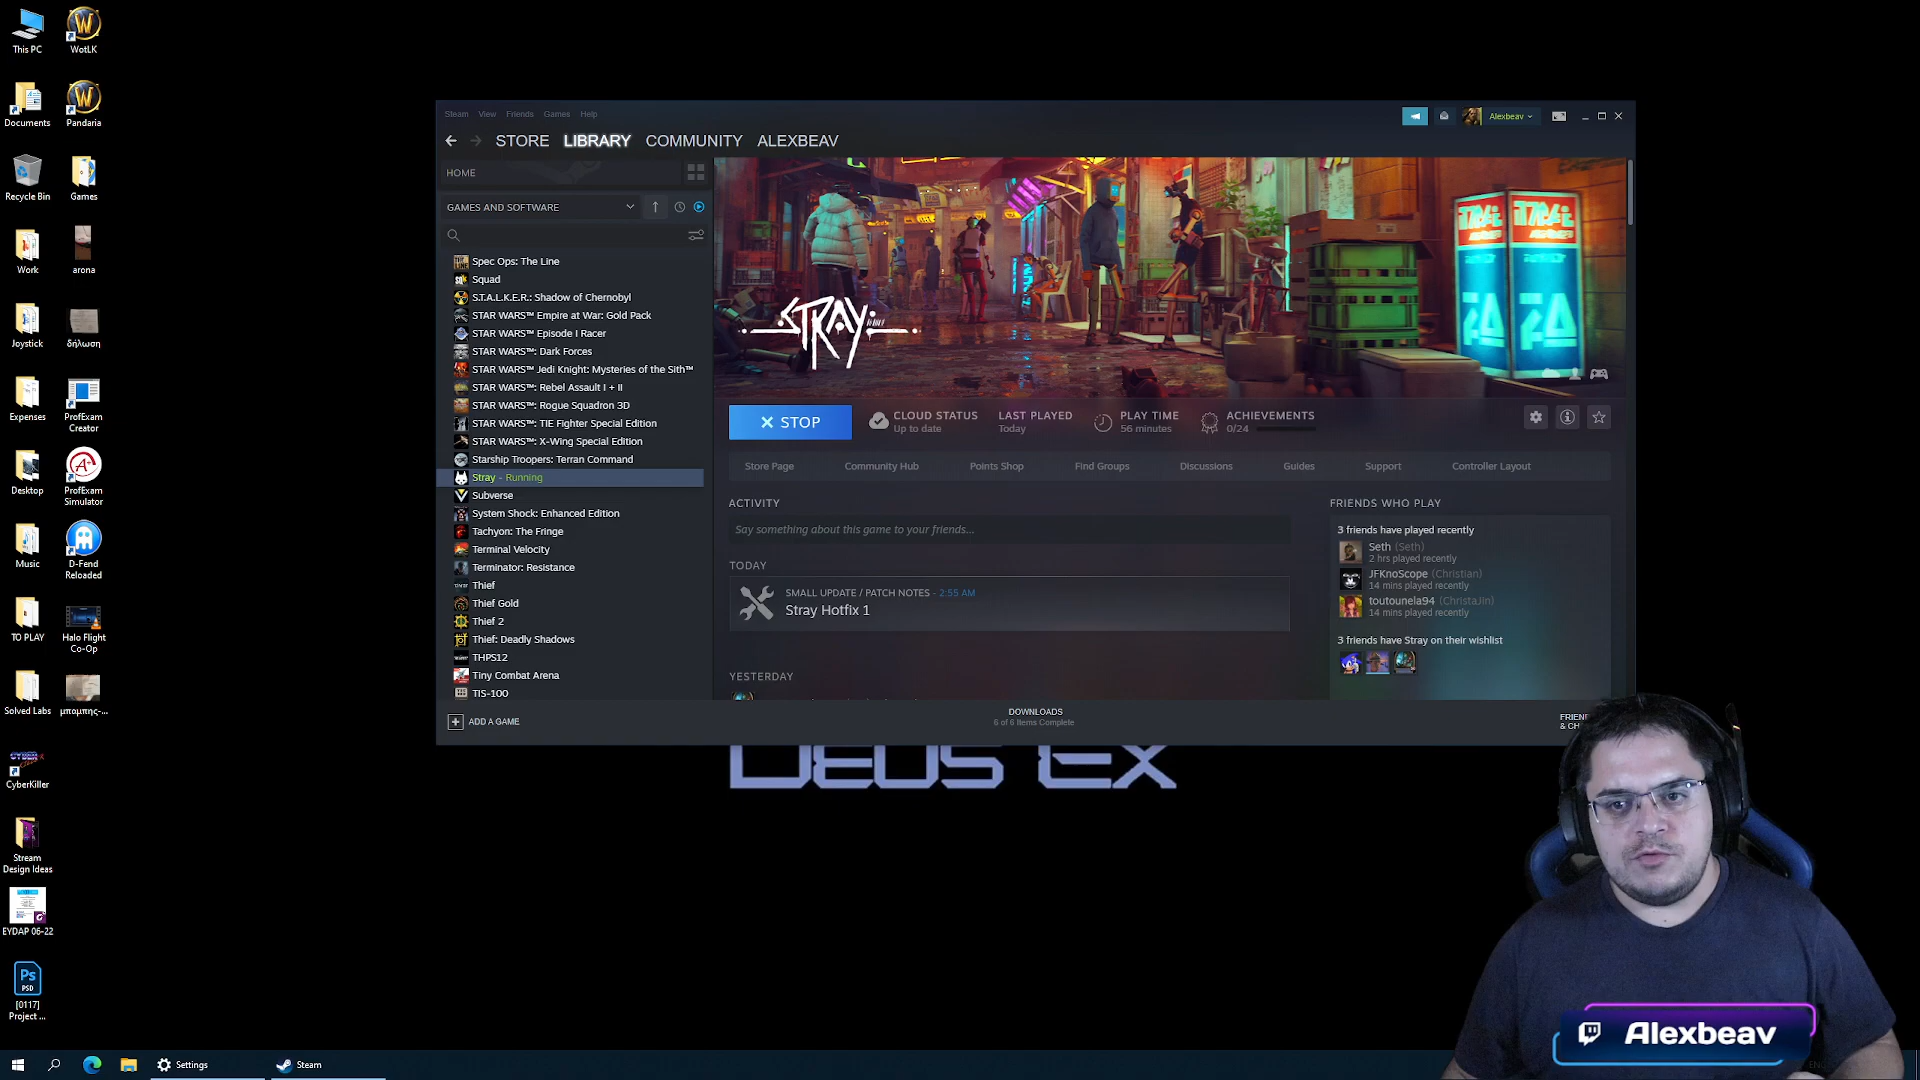 This PC
WotLK
Documents
Pandaria
Recycle Bin
Games
Work
arona
Joystick
δήλωση
Expenses
ProfExam
Creator
Desktop
ProfExam
Simulator
Music
D-Fend
Reloaded
TO PLAY
Halo Flight
Co-Op
Solved Labs
μπομπης-...
CyberKiller
Stream
Design Ideas
EYDAP 06-22
Ps
PSD
[0117]
Project ...
Steam View Friends Games Help
Alexbeav
STORE LIBRARY COMMUNITY ALEXBEAV
HOME
GAMES AND SOFTWARE
Spec Ops: The Line
Squad
S.T.A.L.K.E.R.: Shadow of Chernobyl
STAR WARS™ Empire at War: Gold Pack
STAR WARS™ Episode I Racer
STAR WARS™: Dark Forces
STAR WARS™ Jedi Knight: Mysteries of the Sith™
STAR WARS™: Rebel Assault I + II
STAR WARS™: Rogue Squadron 3D
STAR WARS™: TIE Fighter Special Edition
STAR WARS™: X-Wing Special Edition
Starship Troopers: Terran Command
Stray - Running
Subverse
System Shock: Enhanced Edition
Tachyon: The Fringe
Terminal Velocity
Terminator: Resistance
Thief
Thief Gold
Thief 2
Thief: Deadly Shadows
THPS12
Tiny Combat Arena
TIS-100
ADD A GAME
STRAY
STOP
CLOUD STATUS
Up to date
LAST PLAYED
Today
PLAY TIME
56 minutes
ACHIEVEMENTS
0/24
Store Page Community Hub Points Shop Find Groups Discussions Guides Support Controller Layout
ACTIVITY
Say something about this game to your friends...
TODAY
SMALL UPDATE / PATCH NOTES - 2:55 AM
Stray Hotfix 1
YESTERDAY
FRIENDS WHO PLAY
3 friends have played recently
Seth (Seth)
2 hrs played recently
JFKnoScope (Christian)
14 mins played recently
toutounela94 (ChristaJin)
14 mins played recently
3 friends have Stray on their wishlist
DOWNLOADS
6 of 6 Items Complete
DEUS EX
Alexbeav
Settings
Steam